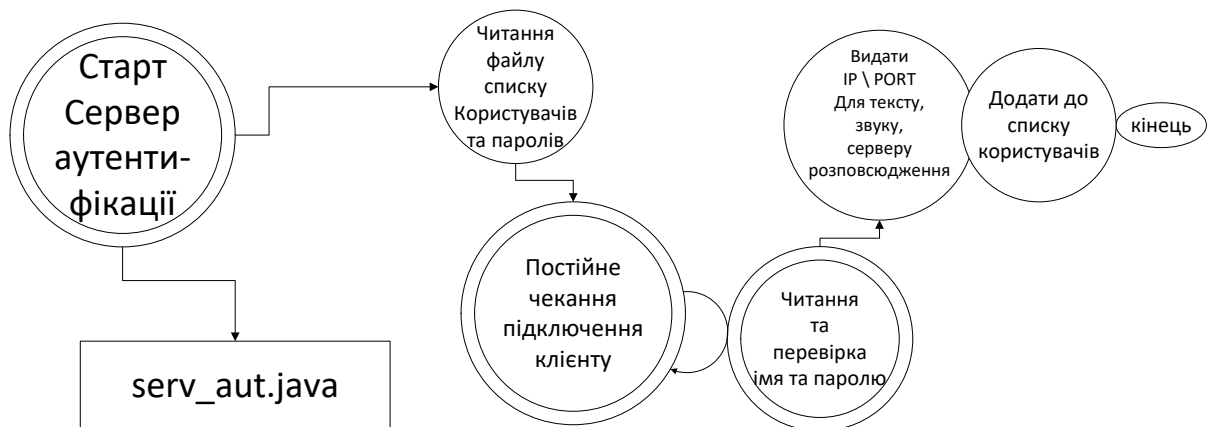 Старт
Сервер
аутенти-
фікації
Читання
файлу
списку
Користувачів
та паролів
Видати
IP \ PORT
Для тексту,
звуку,
серверу
розповсюдження
Додати до
списку
користувачів
кінець
Постійне
чекання
підключення
клієнту
Читання
та
перевірка
імя та паролю
serv_aut.java